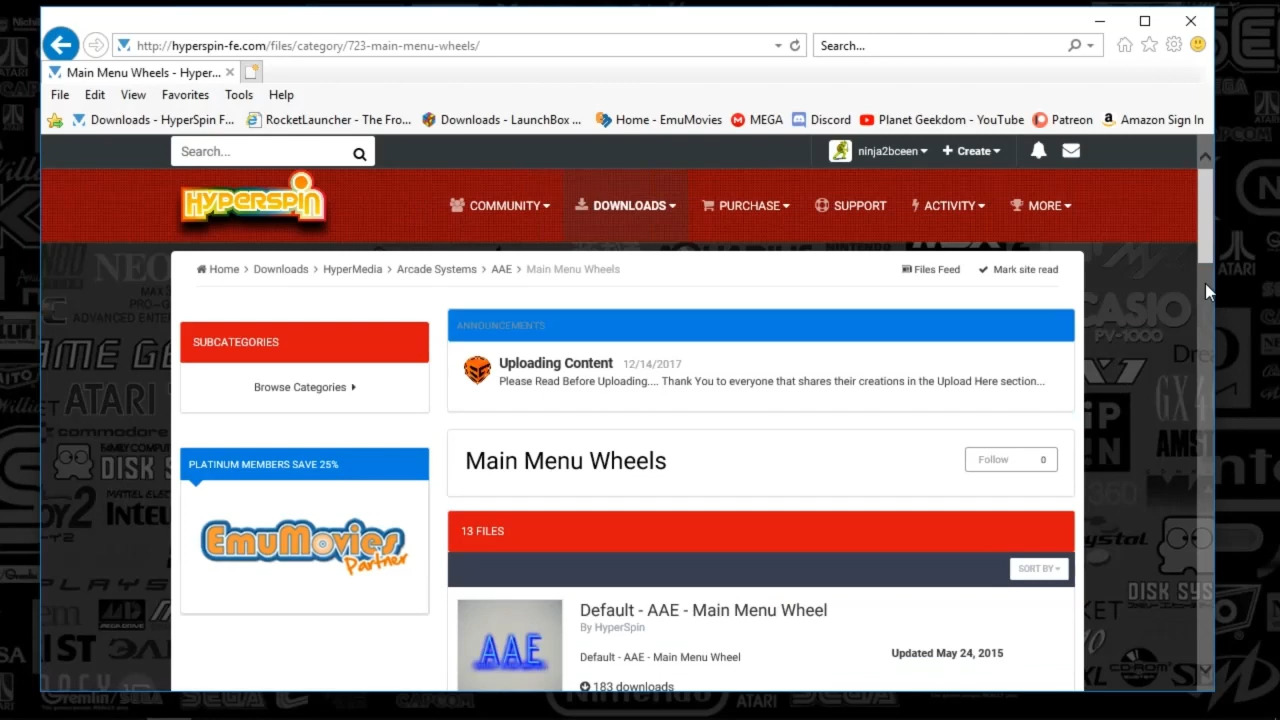 http://hyperspin-fe.com/files/category/723-main-menu-wheels/
Search...
Main Menu Wheels - Hyper...
File Edit View Favorites Tools Help
Downloads - HyperSpin F... RocketLauncher - The Fro... Downloads - LaunchBox ... Home - EmuMovies MEGA Discord Planet Geekdom - YouTube Patreon Amazon Sign In
Search... ninja2bceen + Create
HYPERSPIN
COMMUNITY DOWNLOADS PURCHASE SUPPORT ACTIVITY MORE
Home > Downloads > HyperMedia > Arcade Systems > AAE > Main Menu Wheels
Files Feed Mark site read
SUBCATEGORIES
Browse Categories
PLATINUM MEMBERS SAVE 25%
EmuMovies
Partner
ANNOUNCEMENTS
Uploading Content 12/14/2017
Please Read Before Uploading.... Thank You to everyone that shares their creations in the Upload Here section...
Main Menu Wheels
Follow 0
13 FILES
SORT BY
AAE
Default - AAE - Main Menu Wheel
By HyperSpin
Default - AAE - Main Menu Wheel
Updated May 24, 2015
183 downloads